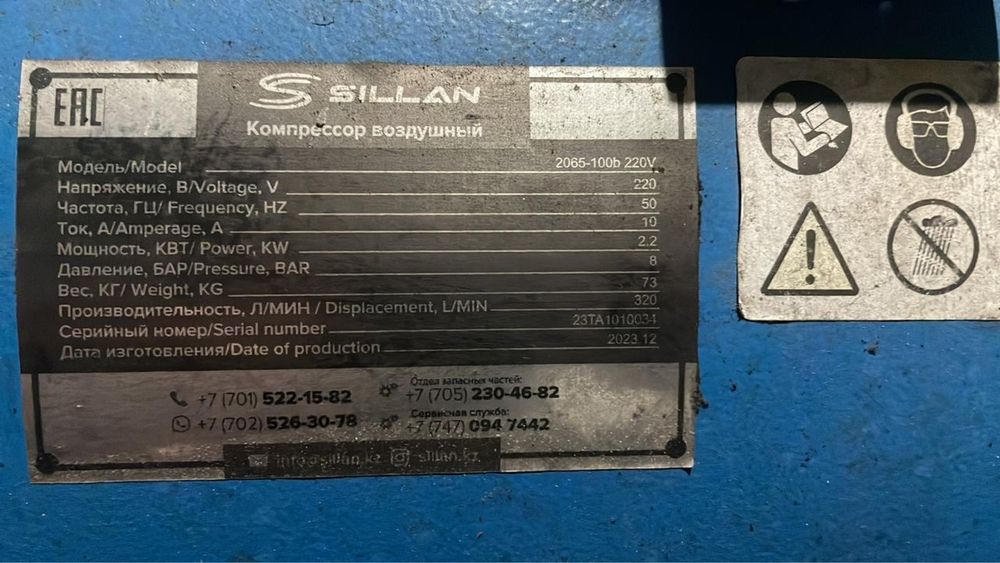 EAC
SILLAN
Компрессор воздушный
Модель/Model 2065-100b 220V
Напряжение, В/Voltage, V 220
Частота, ГЦ/ Frequency, HZ 50
Ток, А/Amperage, A 10
Мощность, КВТ/ Power, KW 2.2
Давление, БАР/Pressure, BAR 8
Вес, КГ/ Weight, KG 73
Производительность, Л/МИН / Displacement, L/MIN 320
Серийный номер/Serial number 23TA1010034
Дата изготовления/Date of production 2023.12
+7 (701) 522-15-82
+7 (702) 526-30-78
Отдел запасных частей:
+7 (705) 230-46-82
Сервисная служба:
+7 (747) 094 7442
info@sillan.kz sillan.kz